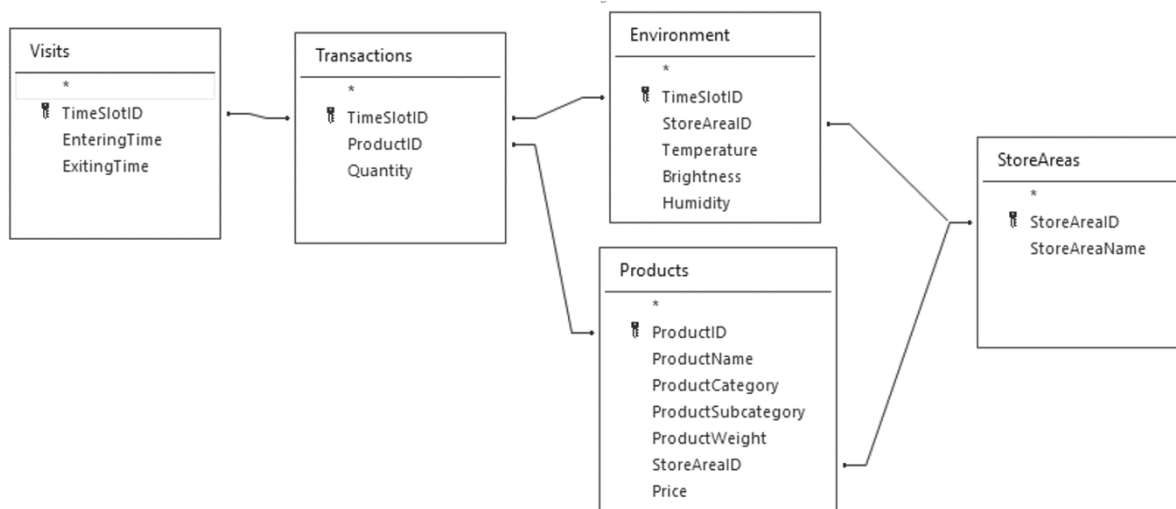 Visits
*
TimeSlotID
EnteringTime
ExitingTime
Transactions
*
TimeSlotID
ProductID
Quantity
Environment
*
TimeSlotID
StoreAreaID
Temperature
Brightness
Humidity
Products
*
ProductID
ProductName
ProductCategory
ProductSubcategory
ProductWeight
StoreAreaID
Price
StoreAreas
*
StoreAreaID
StoreAreaName